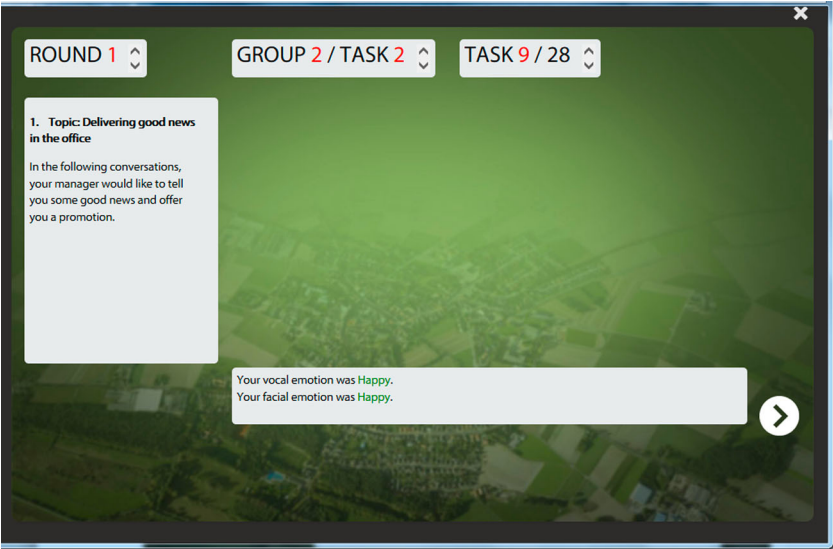 ROUND 1
GROUP 2 / TASK 2
TASK 9 / 28
1. Topic: Delivering good news
in the office
In the following conversations,
your manager would like to tell
you some good news and offer
you a promotion.
Your vocal emotion was Happy.
Your facial emotion was Happy.